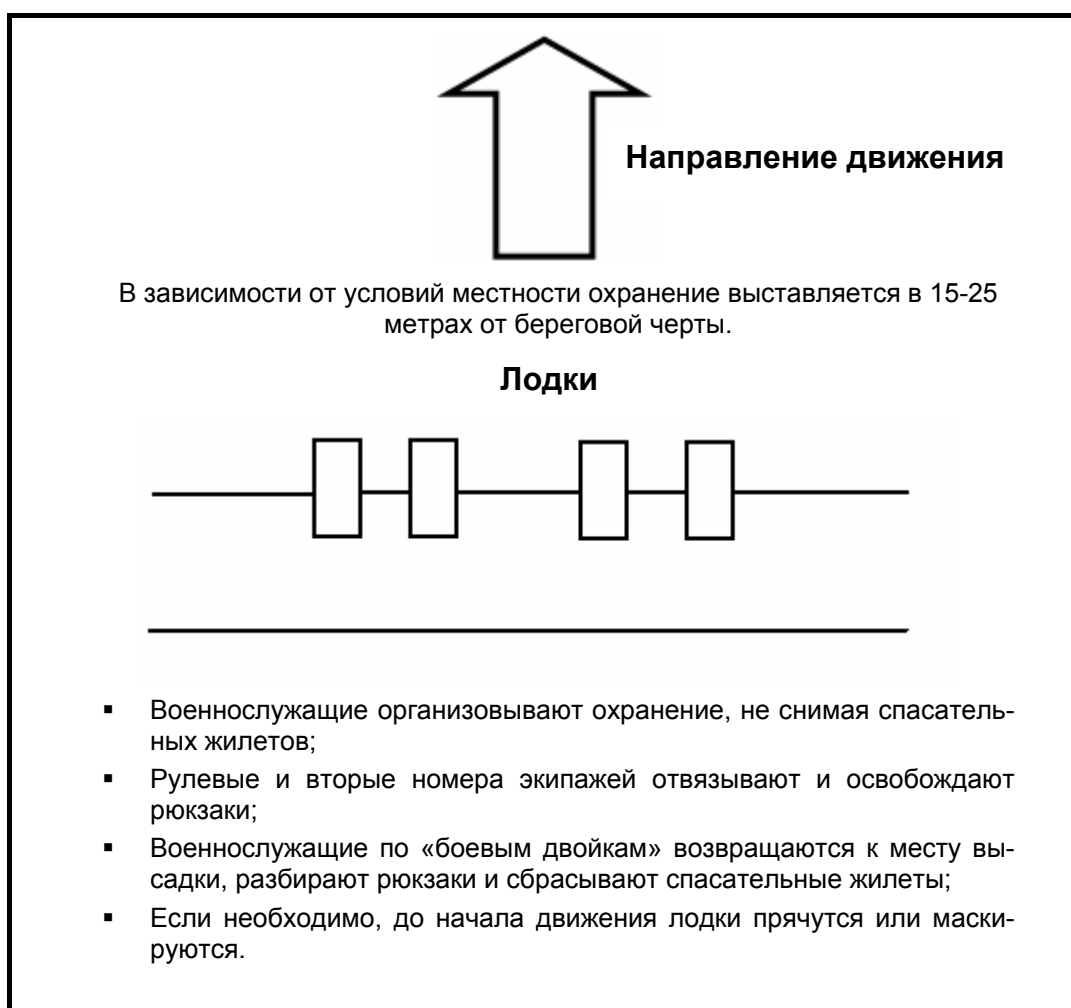 Направление движения
В зависимости от условий местности охранение выставляется в 15-25
метрах от береговой черты.
Лодки
▪ Военнослужащие организовывают охранение, не снимая спасатель-
ных жилетов;
▪ Рулевые и вторые номера экипажей отвязывают и освобождают
рюкзаки;
▪ Военнослужащие по «боевым двойкам» возвращаются к месту вы-
садки, разбирают рюкзаки и сбрасывают спасательные жилеты;
▪ Если необходимо, до начала движения лодки прячутся или маски-
руются.